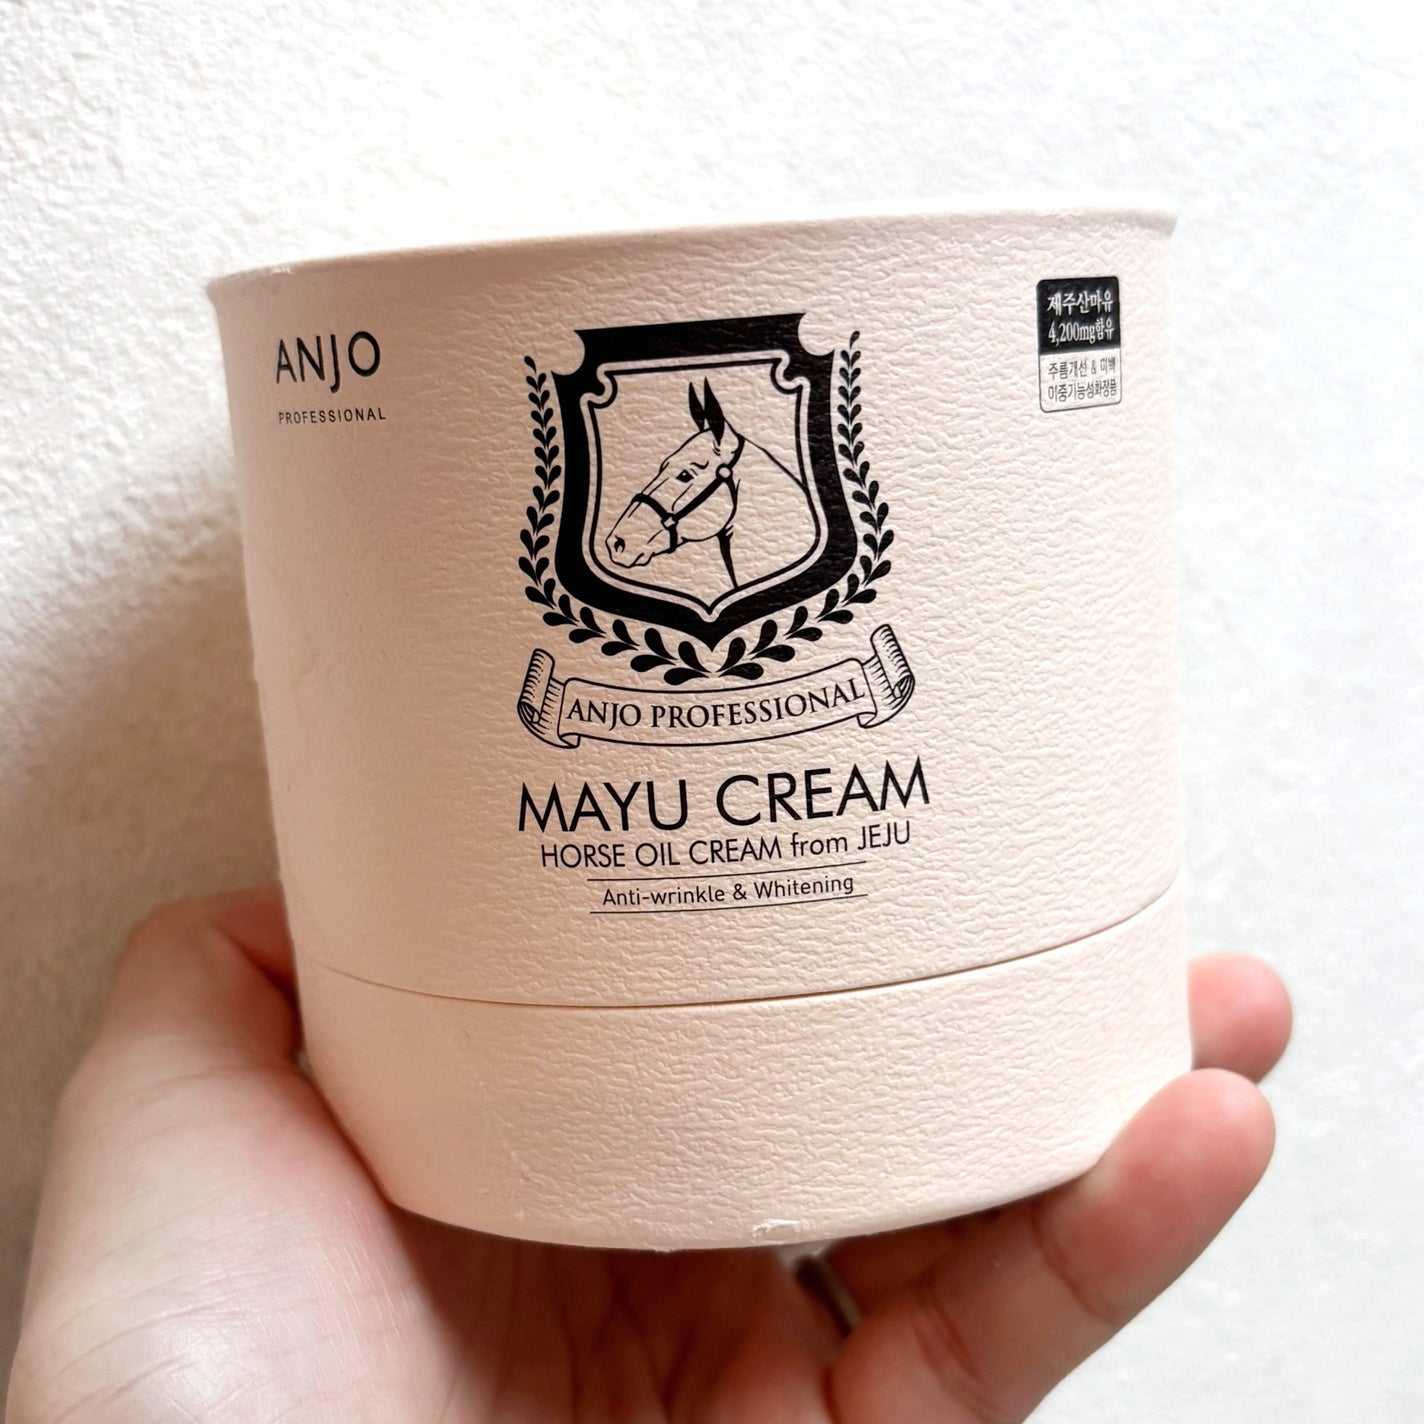 ANJO
PROFESSIONAL
제주산마유
4,200mg함유
주름개선 & 미백
이중기능성화장품
ANJO PROFESSIONAL
MAYU CREAM
HORSE OIL CREAM from JEJU
Anti-wrinkle & Whitening